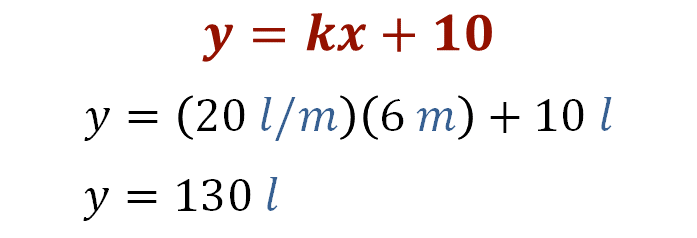 y = kx + 10
y = (20 l/m)(6 m) + 10 l
y = 130 l